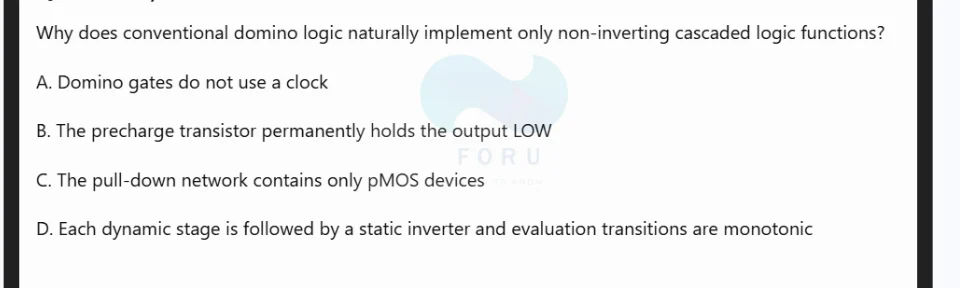 Why does conventional domino logic naturally implement only non-inverting cascaded logic functions?
A. Domino gates do not use a clock
B. The precharge transistor permanently holds the output LOW
FORU
C. The pull-down network contains only pMOS devices
D. Each dynamic stage is followed by a static inverter and evaluation transitions are monotonic